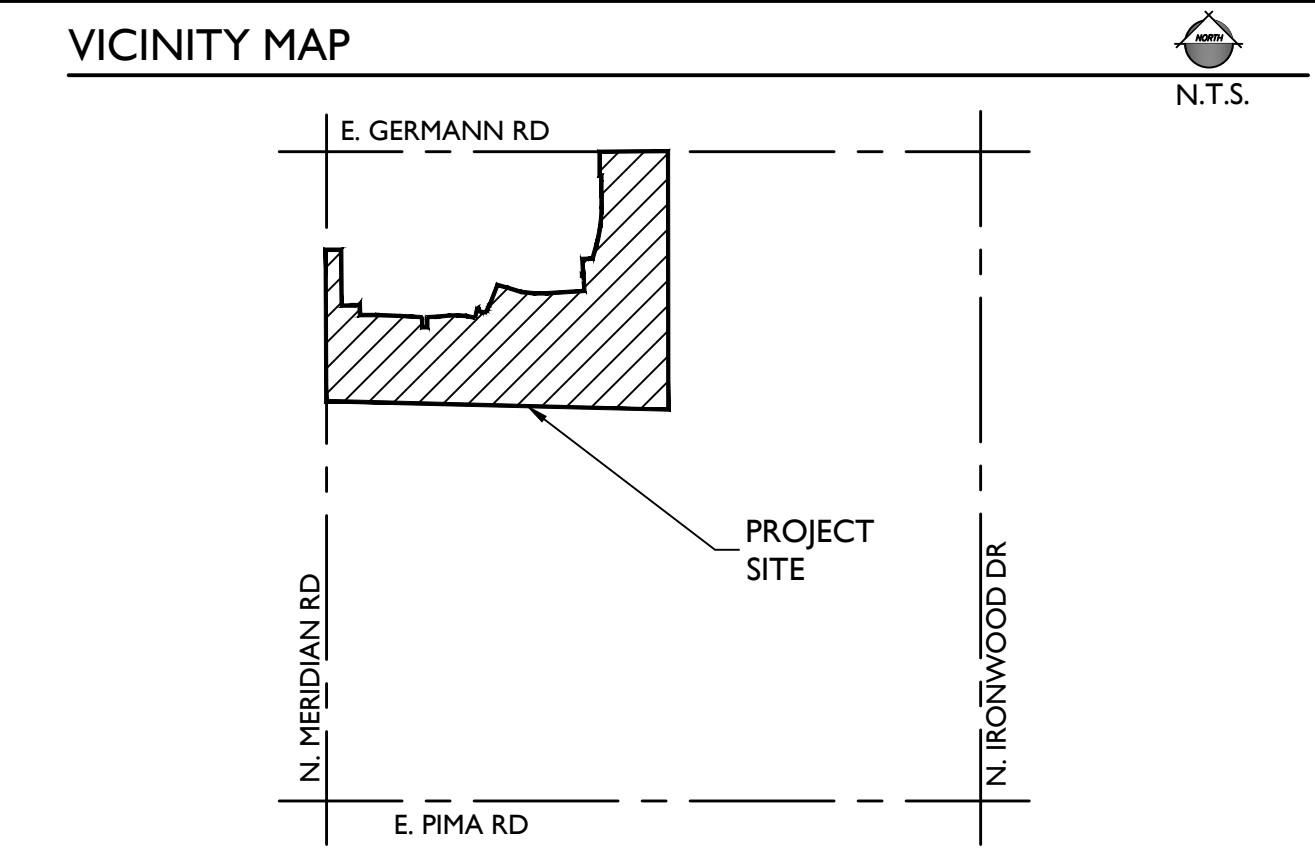 VICINITY MAP
NORTH
N.T.S.
E. GERMANN RD
PROJECT
SITE
N. MERIDIAN RD
N. IRONWOOD DR
E. PIMA RD